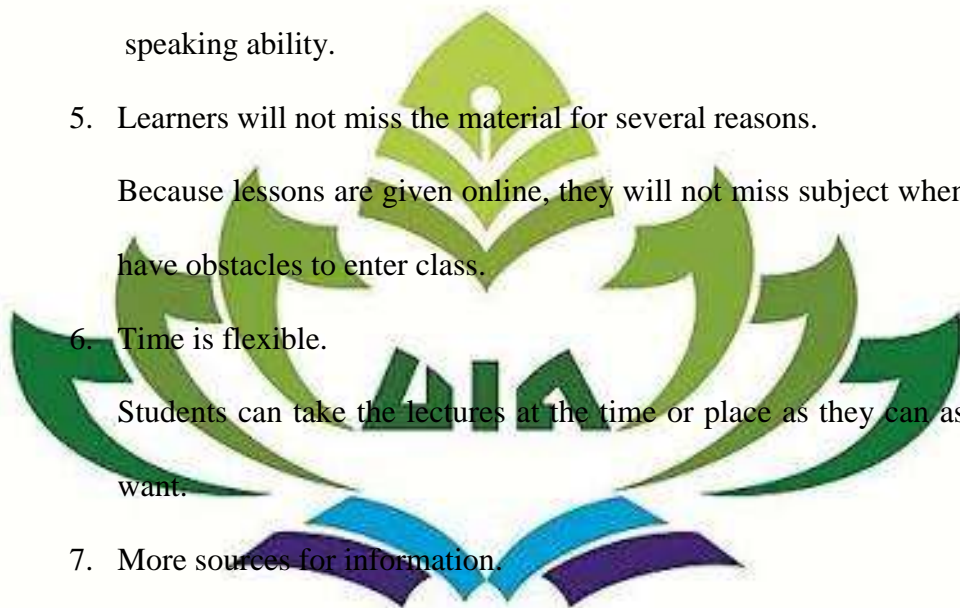 speaking ability.
5. Learners will not miss the material for several reasons.
Because lessons are given online, they will not miss subject when
have obstacles to enter class.
6. Time is flexible.
Students can take the lectures at the time or place as they can as
want.
7. More sources for information.